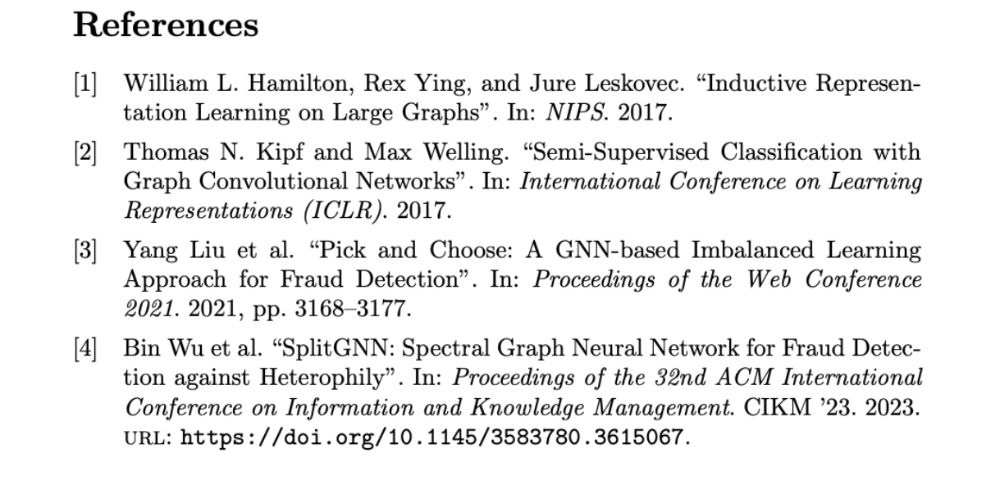 References
[1] William L. Hamilton, Rex Ying, and Jure Leskovec. “Inductive Represen-
tation Learning on Large Graphs”. In: NIPS. 2017.
[2] Thomas N. Kipf and Max Welling. “Semi-Supervised Classification with
Graph Convolutional Networks”. In: International Conference on Learning
Representations (ICLR). 2017.
[3] Yang Liu et al. “Pick and Choose: A GNN-based Imbalanced Learning
Approach for Fraud Detection”. In: Proceedings of the Web Conference
2021. 2021, pp. 3168–3177.
[4] Bin Wu et al. “SplitGNN: Spectral Graph Neural Network for Fraud Detec-
tion against Heterophily”. In: Proceedings of the 32nd ACM International
Conference on Information and Knowledge Management. CIKM ’23. 2023.
URL: https://doi.org/10.1145/3583780.3615067.